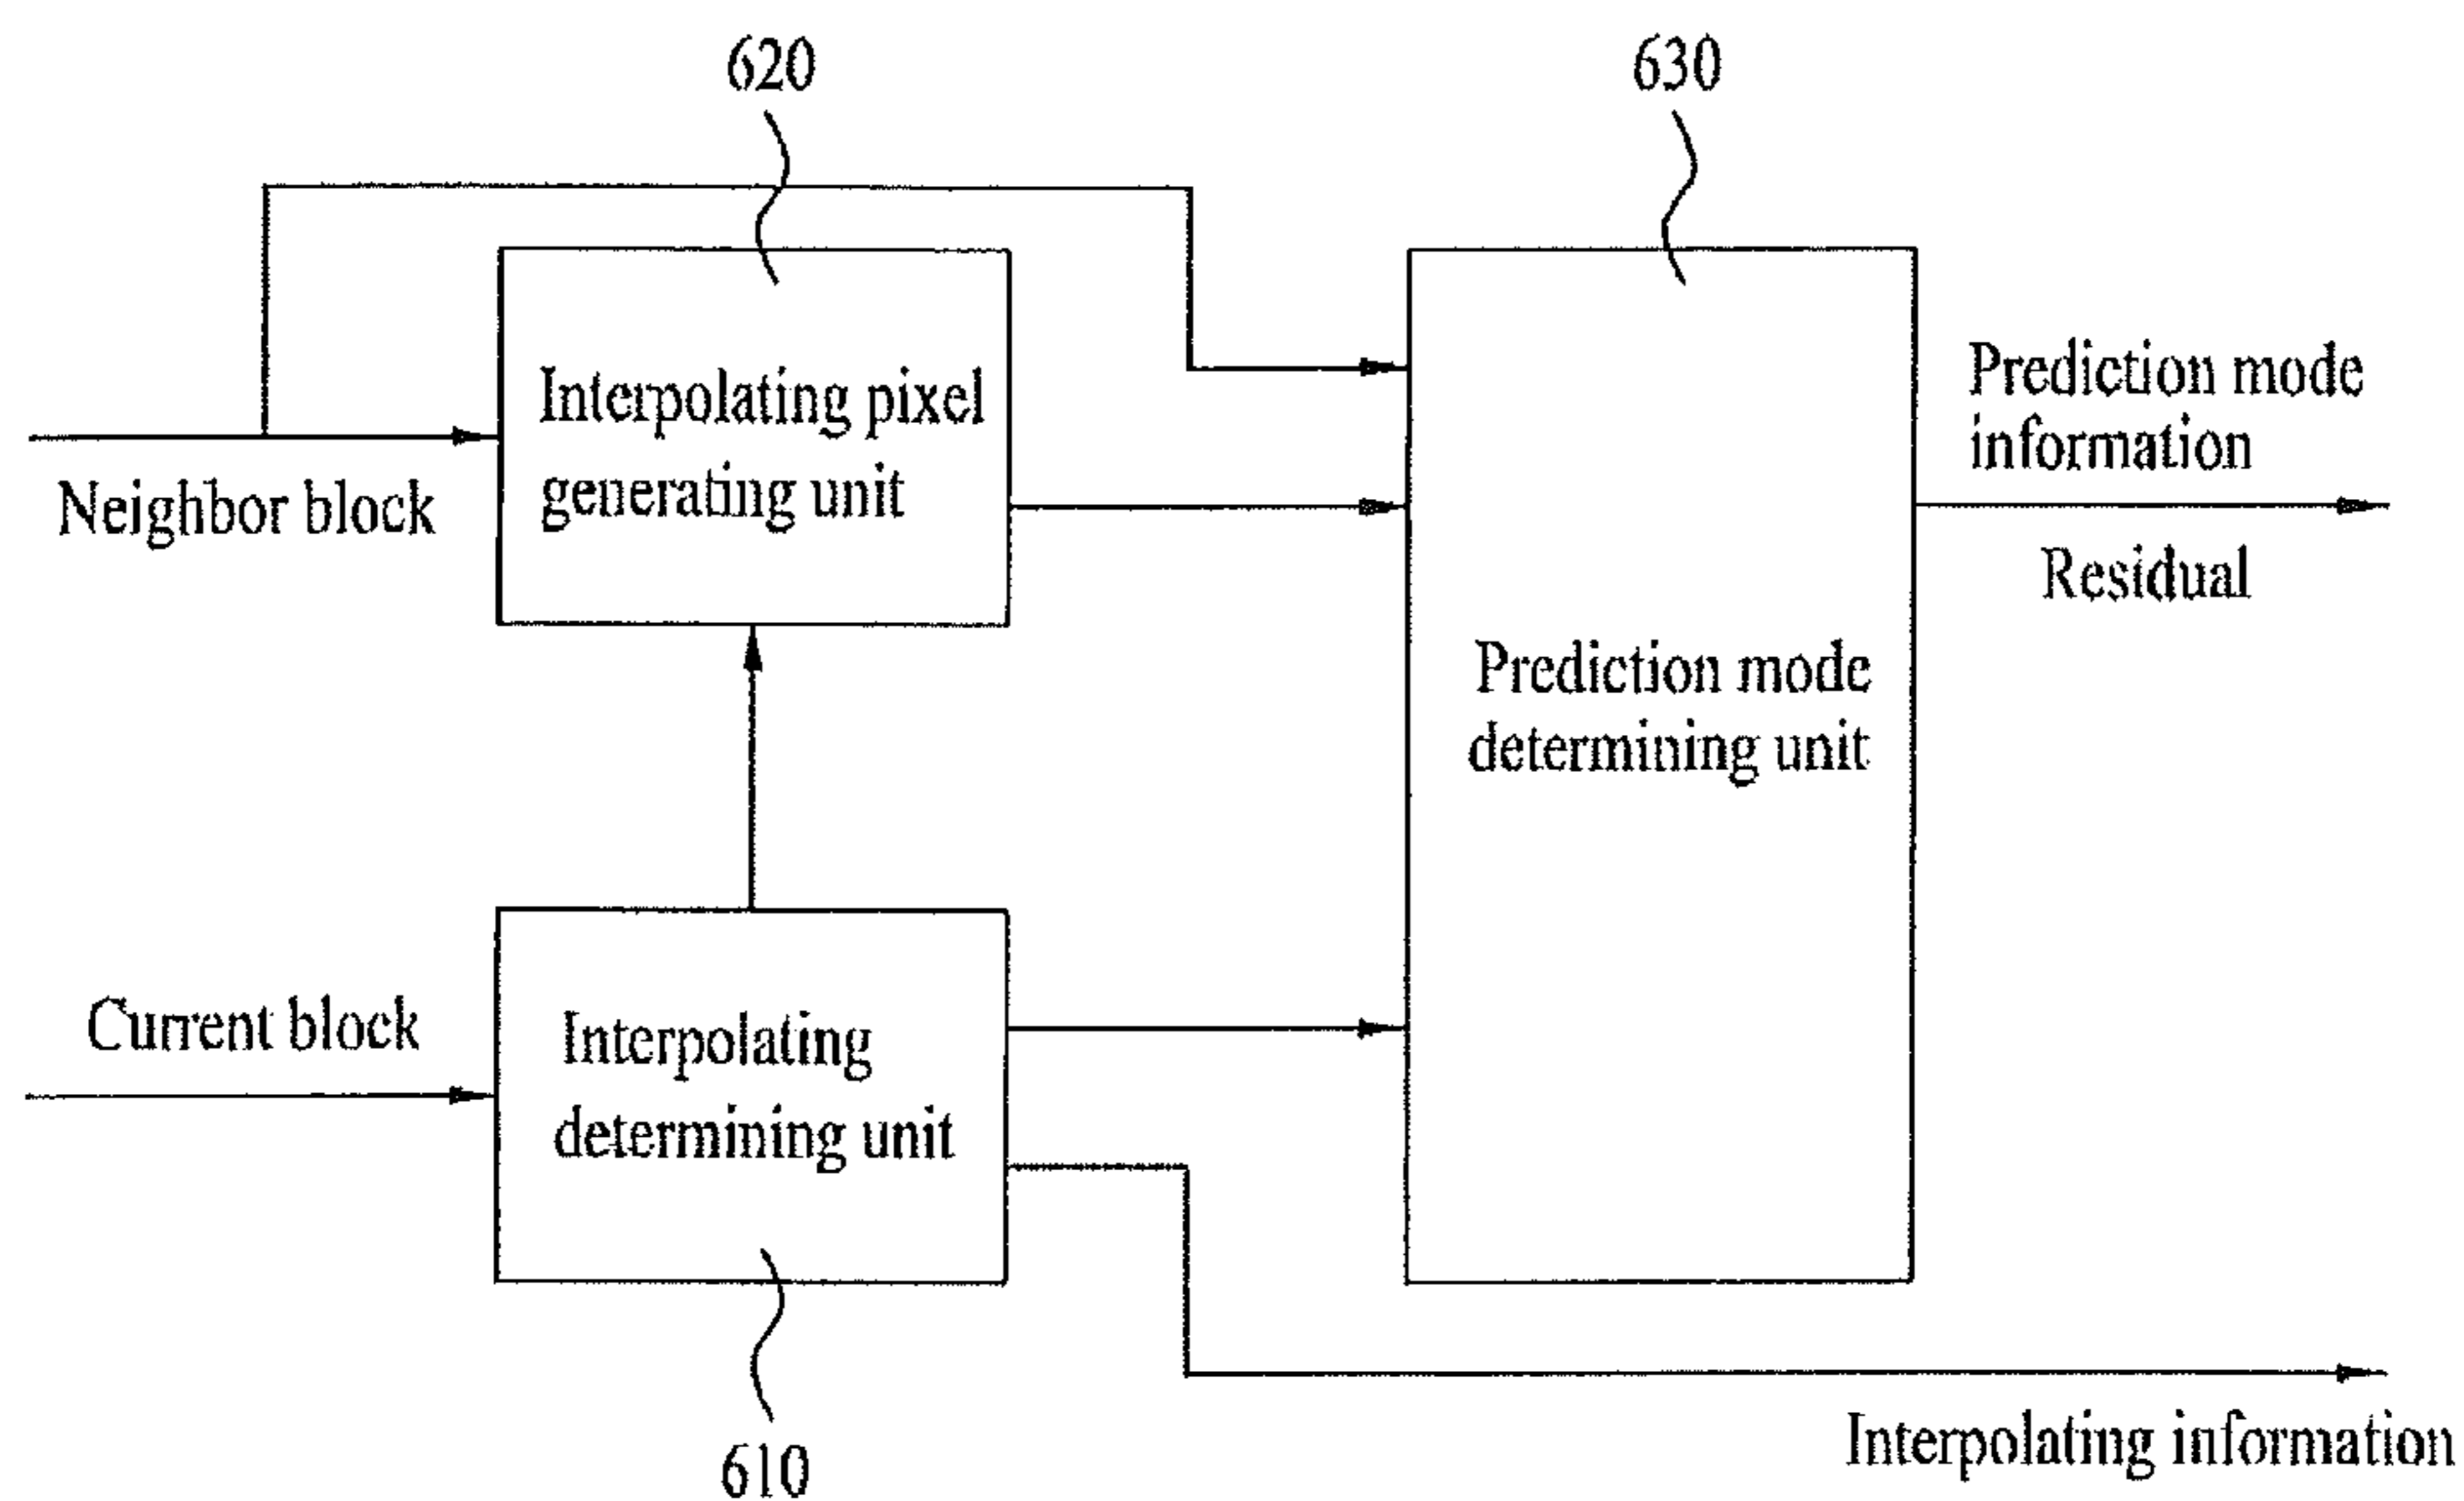 620
630
Interpolating pixel
generating unit
Neighbor block
Prediction mode
information
Residual
Prediction mode
determining unit
Current block
Interpolating
determining unit
610
Interpolating information